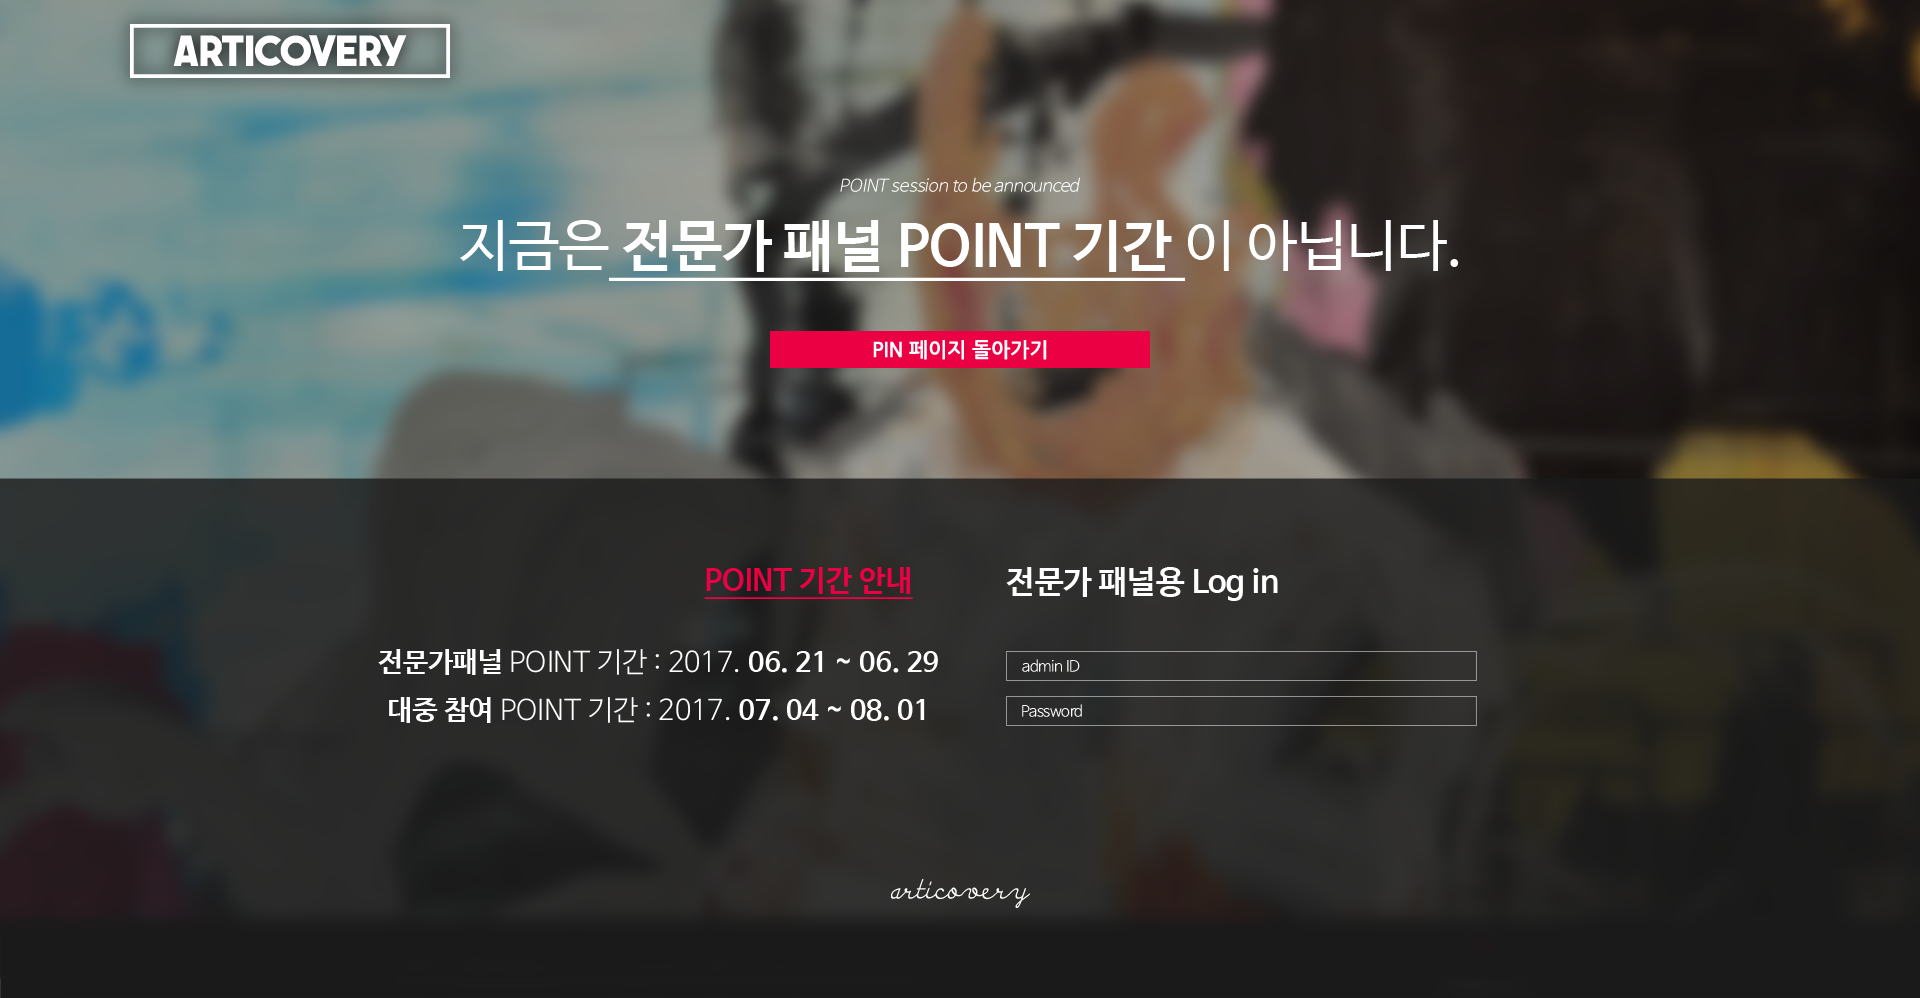 ARTICOVERY
POINT session to be announced
지금은 전문가 패널 POINT 기간 이 아닙니다.
PIN 페이지 돌아가기
POINT 기간 안내
전문가패널 POINT 기간 : 2017. 06. 21 ~ 06. 29
대중 참여 POINT 기간 : 2017. 07. 04 ~ 08. 01
전문가 패널용 Log in
admin ID
Password
articovery